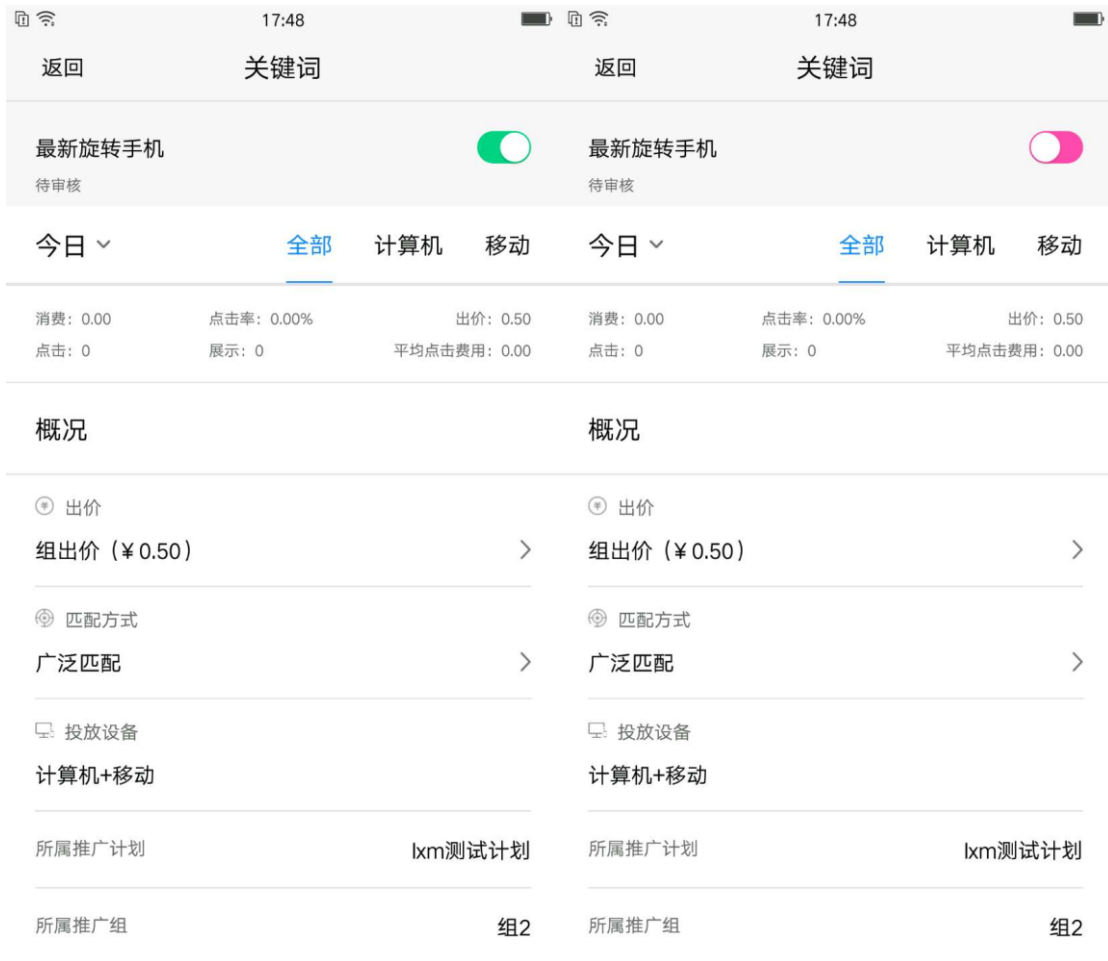 17:48
返回 关键词
最新旋转手机
待审核
今日 全部 计算机 移动
消费：0.00 点击率：0.00% 出价：0.50
点击：0 展示：0 平均点击费用：0.00
概况
出价
组出价（¥0.50）
匹配方式
广泛匹配
投放设备
计算机+移动
所属推广计划 lxm测试计划
所属推广组 组2
17:48
返回 关键词
最新旋转手机
待审核
今日 全部 计算机 移动
消费：0.00 点击率：0.00% 出价：0.50
点击：0 展示：0 平均点击费用：0.00
概况
出价
组出价（¥0.50）
匹配方式
广泛匹配
投放设备
计算机+移动
所属推广计划 lxm测试计划
所属推广组 组2